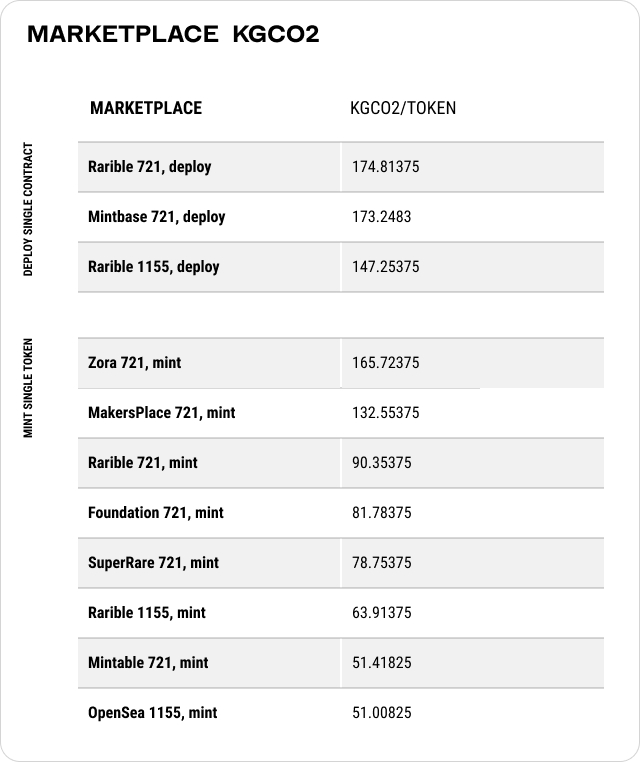 MARKETPLACE KGCO2
MARKETPLACE KGCO2/TOKEN
DEPLOY SINGLE CONTRACT
Rarible 721, deploy 174.81375
Mintbase 721, deploy 173.2483
Rarible 1155, deploy 147.25375
MINT SINGLE TOKEN
Zora 721, mint 165.72375
MakersPlace 721, mint 132.55375
Rarible 721, mint 90.35375
Foundation 721, mint 81.78375
SuperRare 721, mint 78.75375
Rarible 1155, mint 63.91375
Mintable 721, mint 51.41825
OpenSea 1155, mint 51.00825